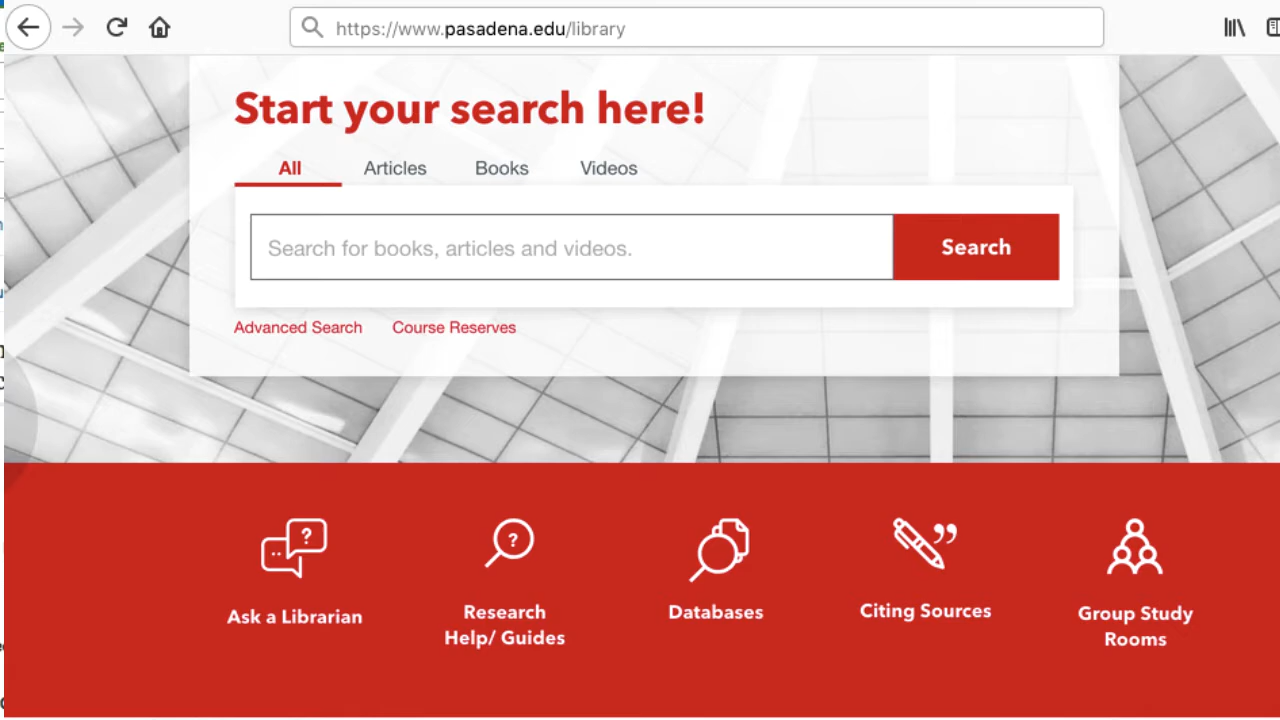 https://www.pasadena.edu/library
Start your search here!
All Articles Books Videos
Search for books, articles and videos. Search
Advanced Search Course Reserves
? ?
Ask a Librarian
Research
Help/ Guides
Databases
Citing Sources
Group Study
Rooms